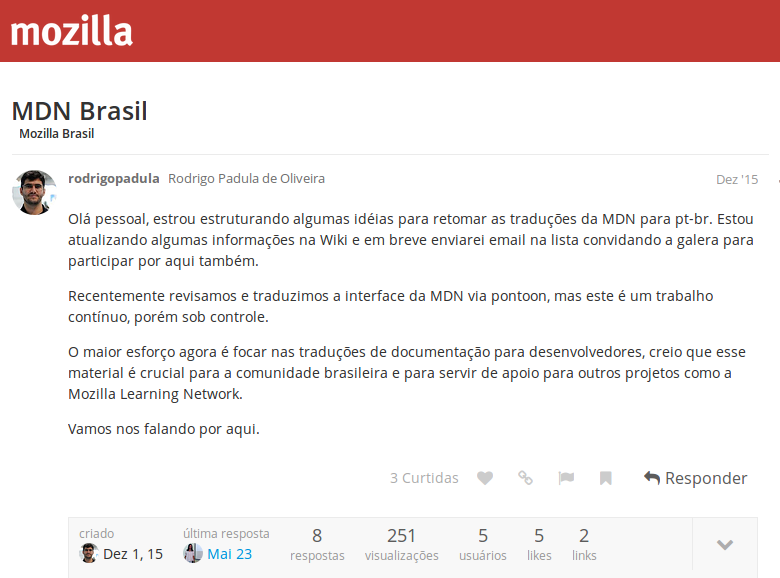 mozilla
MDN Brasil
Mozilla Brasil
rodrigopadula Rodrigo Padula de Oliveira Dez '15
Olá pessoal, estrou estruturando algumas idéias para retomar as traduções da MDN para pt-br. Estou
atualizando algumas informações na Wiki e em breve enviarei email na lista convidando a galera para
participar por aqui também.
Recentemente revisamos e traduzimos a interface da MDN via pontoon, mas este é um trabalho
contínuo, porém sob controle.
O maior esforço agora é focar nas traduções de documentação para desenvolvedores, creio que esse
material é crucial para a comunidade brasileira e para servir de apoio para outros projetos como a
Mozilla Learning Network.
Vamos nos falando por aqui.
3 Curtidas Responder
criado última resposta 8 251 5 5 2
Dez 1, 15 Mai 23 respostas visualizações usuários likes links